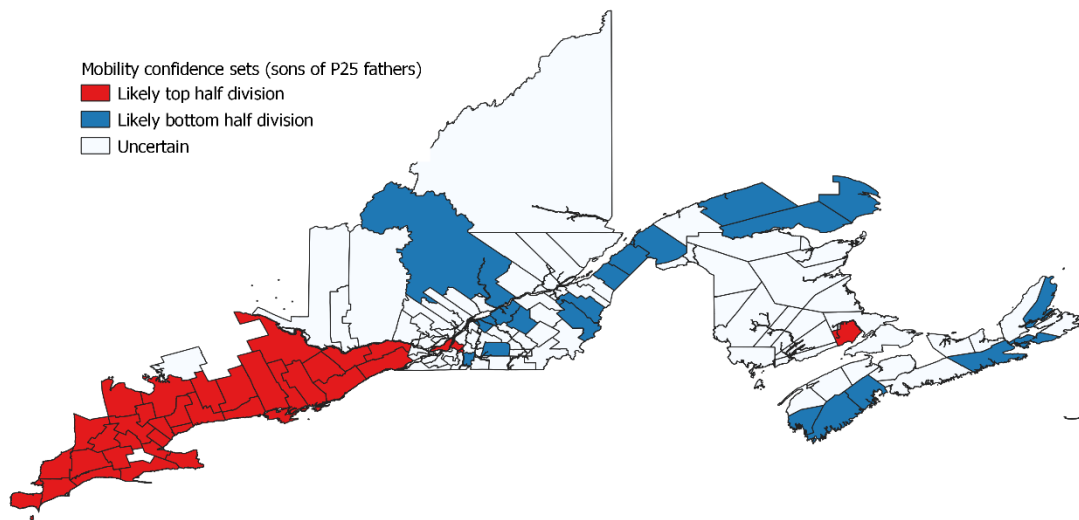 Mobility confidence sets (sons of P25 fathers)
Likely top half division
Likely bottom half division
Uncertain